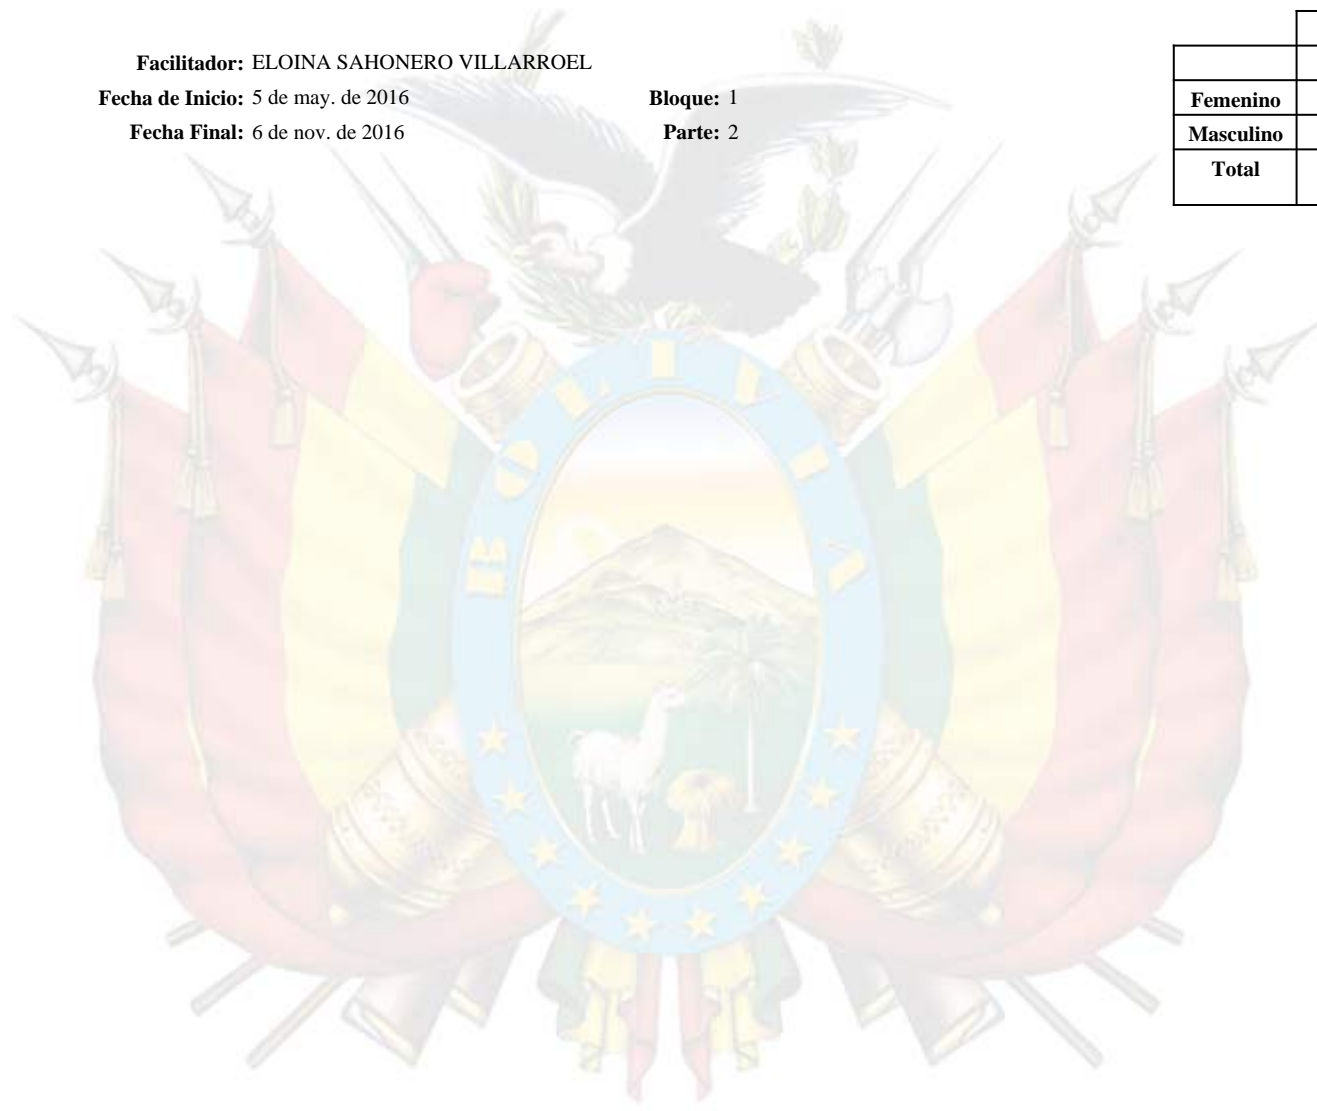 Facilitador: ELOINA SAHONERO VILLARROEL
Fecha de Inicio: 5 de may. de 2016 Bloque: 1
Fecha Final: 6 de nov. de 2016 Parte: 2
Femenino
Masculino
Total
BOLIVIA